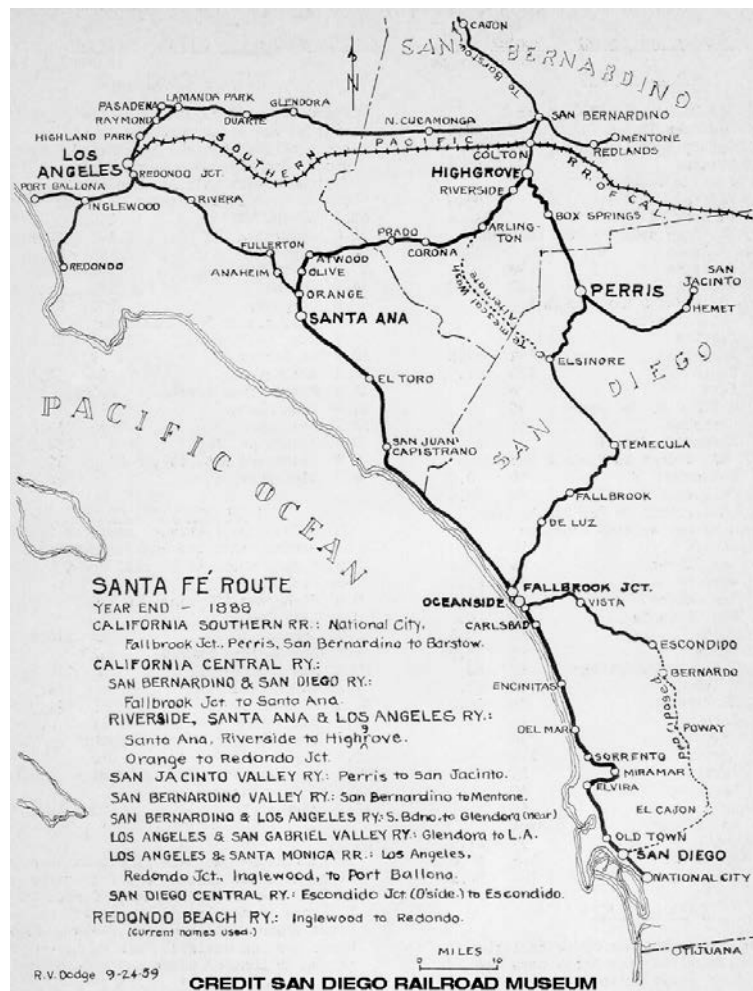 CAJON
SAN BERNARDINO
To Barstow
N
PASADENA
LAMANDA PARK
RAYMOND
DUARTE
GLENDORA
HIGHLAND PARK
N. CUCAMONGA
SAN BERNARDINO
MENTONE
REDLANDS
LOS ANGELES
SOUTHERN PACIFIC R.R. OF CAL.
COLTON
HIGHGROVE
REDONDO JCT.
RIVERSIDE
PORT BALLONA
INGLEWOOD
RIVERA
BOX SPRINGS
ARLING-
TON
PRADO
CORONA
FULLERTON
ATWOOD
ANAHEIM
OLIVE
REDONDO
ORANGE
SANTA ANA
Temescal Wash
Alternate
PERRIS
SAN
JACINTO
HEMET
ELSINORE
SAN DIEGO
EL TORO
PACIFIC OCEAN
SAN JUAN
CAPISTRANO
TEMECULA
FALLBROOK
DE LUZ
FALLBROOK JCT.
OCEANSIDE
VISTA
CARLSBAD
ESCONDIDO
BERNARDO
Proposed
ENCINITAS
POWAY
DEL MAR
SORRENTO
MIRAMAR
ELVIRA
EL CAJON
OLD TOWN
SAN DIEGO
NATIONAL CITY
TIJUANA
SANTA FÉ ROUTE
YEAR END - 1888
CALIFORNIA SOUTHERN RR.: National City,
Fallbrook Jct., Perris, San Bernardino to Barstow.
CALIFORNIA CENTRAL RY.:
SAN BERNARDINO & SAN DIEGO RY.:
Fallbrook Jct. to Santa Ana.
RIVERSIDE, SANTA ANA & LOS ANGELES RY.:
Santa Ana, Riverside to Highgrove.
Orange to Redondo Jct.
SAN JACINTO VALLEY RY.: Perris to San Jacinto.
SAN BERNARDINO VALLEY RY.: San Bernardino to Mentone.
SAN BERNARDINO & LOS ANGELES RY.: S. Bdno. to Glendora (near)
LOS ANGELES & SAN GABRIEL VALLEY RY.: Glendora to L.A.
LOS ANGELES & SANTA MONICA RR.: Los Angeles,
Redondo Jct., Inglewood, to Port Ballona.
SAN DIEGO CENTRAL RY.: Escondido Jct. (O'side.) to Escondido.
REDONDO BEACH RY.: Inglewood to Redondo.
(Current names used.)
MILES
0 10
R.V. Dodge 9-24-59
CREDIT SAN DIEGO RAILROAD MUSEUM